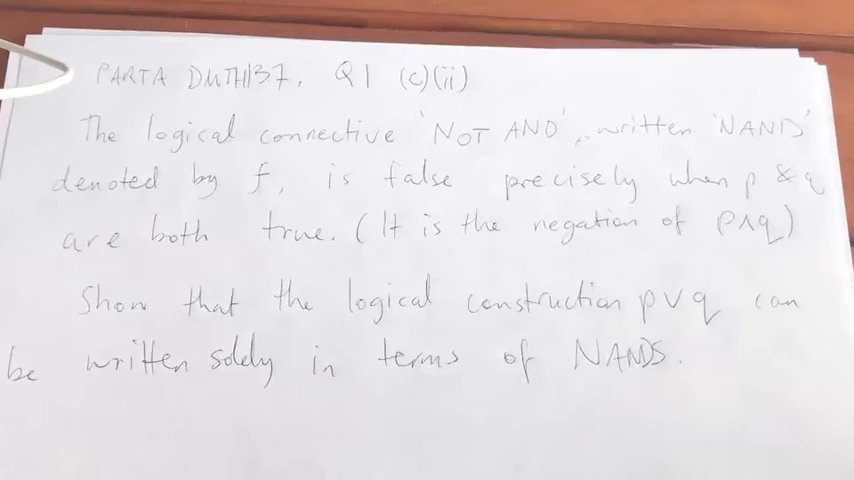 PARTA DMTH137. Q1 (c)(ii)
The logical connective 'NOT AND', written 'NAND'
denoted by f, is false precisely when p & q
are both true. (It is the negation of p∧q)
Show that the logical construction p∨q can
be written solely in terms of NANDS.